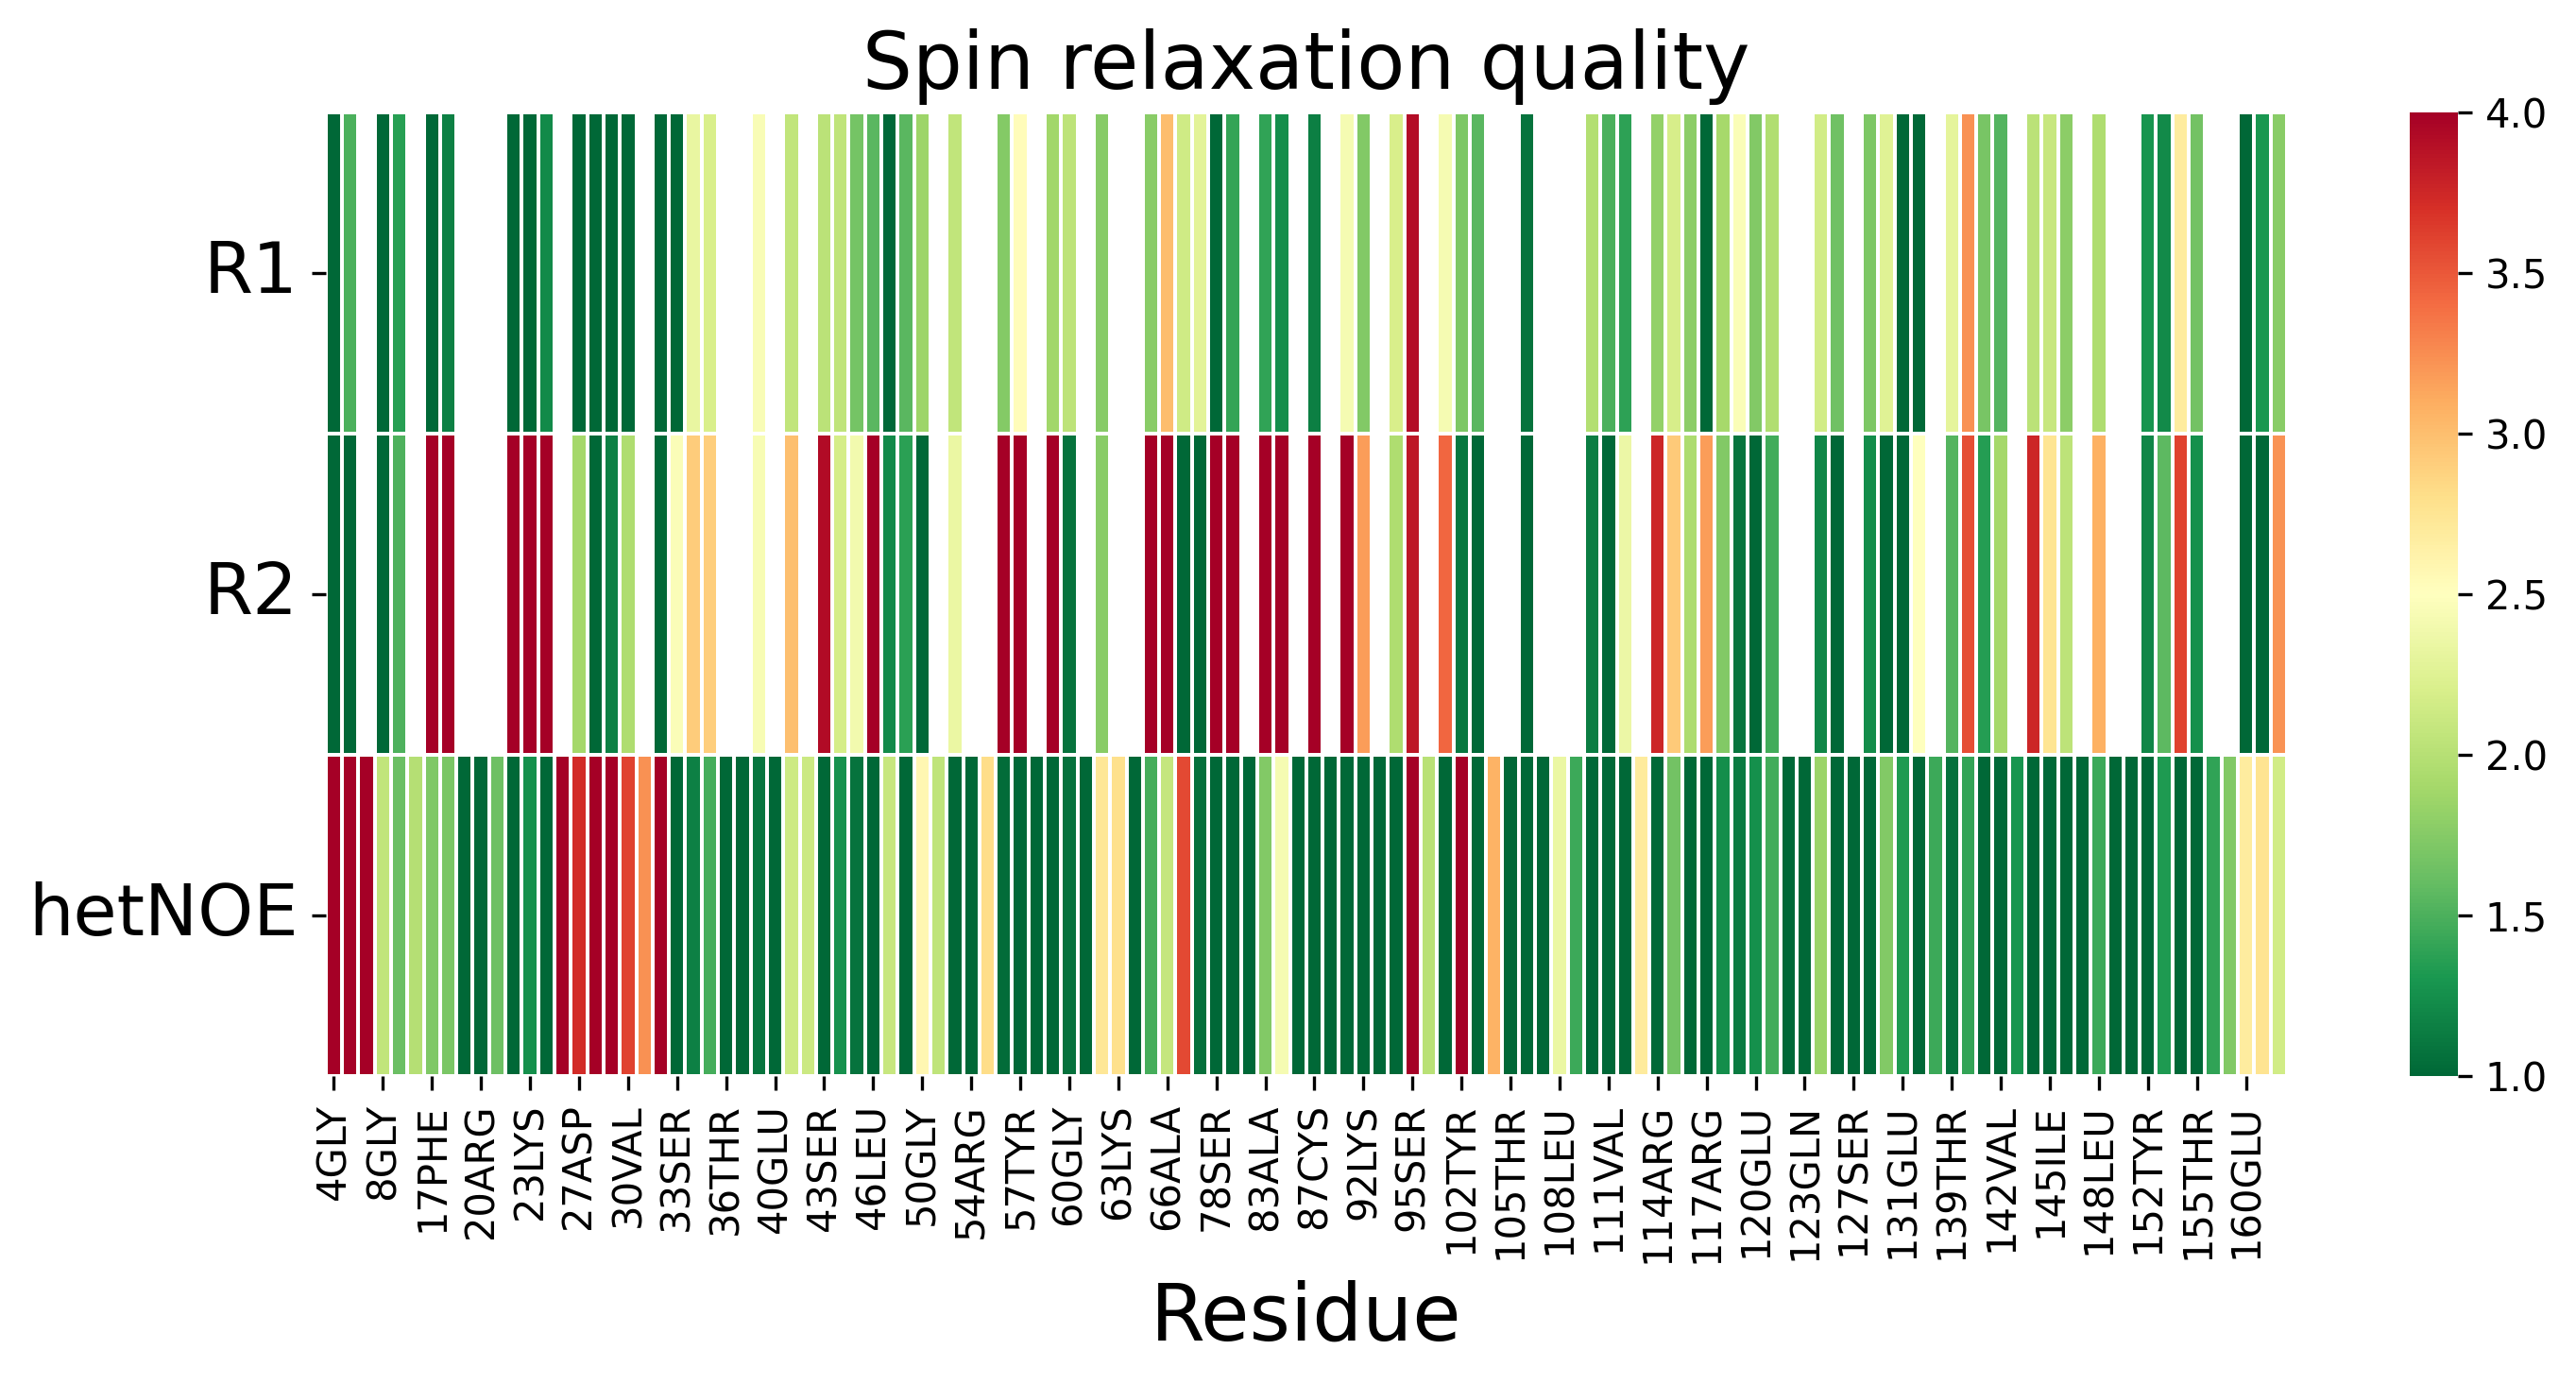 Spin relaxation quality
R1
R2
hetNOE
4GLY 8GLY 17PHE 20ARG 23LYS 27ASP 30VAL 33SER 36THR 40GLU 43SER 46LEU 50GLY 54ARG 57TYR 60GLY 63LYS 66ALA 78SER 83ALA 87CYS 92LYS 95SER 102TYR 105THR 108LEU 111VAL 114ARG 117ARG 120GLU 123GLN 127SER 131GLU 139THR 142VAL 145ILE 148LEU 152TYR 155THR 160GLU
Residue
4.0
3.5
3.0
2.5
2.0
1.5
1.0